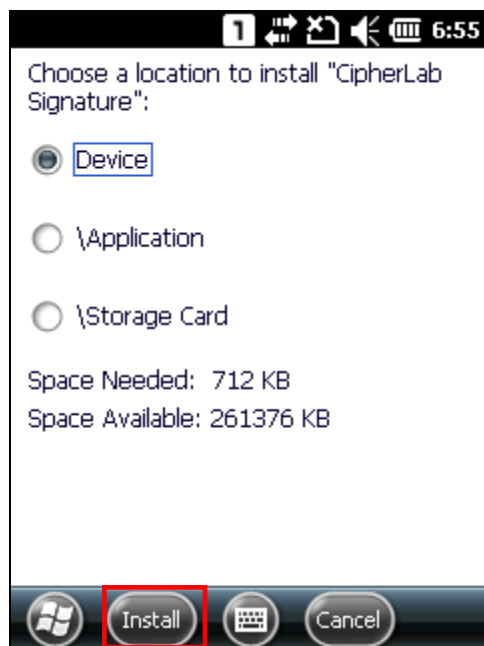 1 6:55
Choose a location to install "CipherLab
Signature":
Device
\Application
\Storage Card
Space Needed: 712 KB
Space Available: 261376 KB
Install Cancel